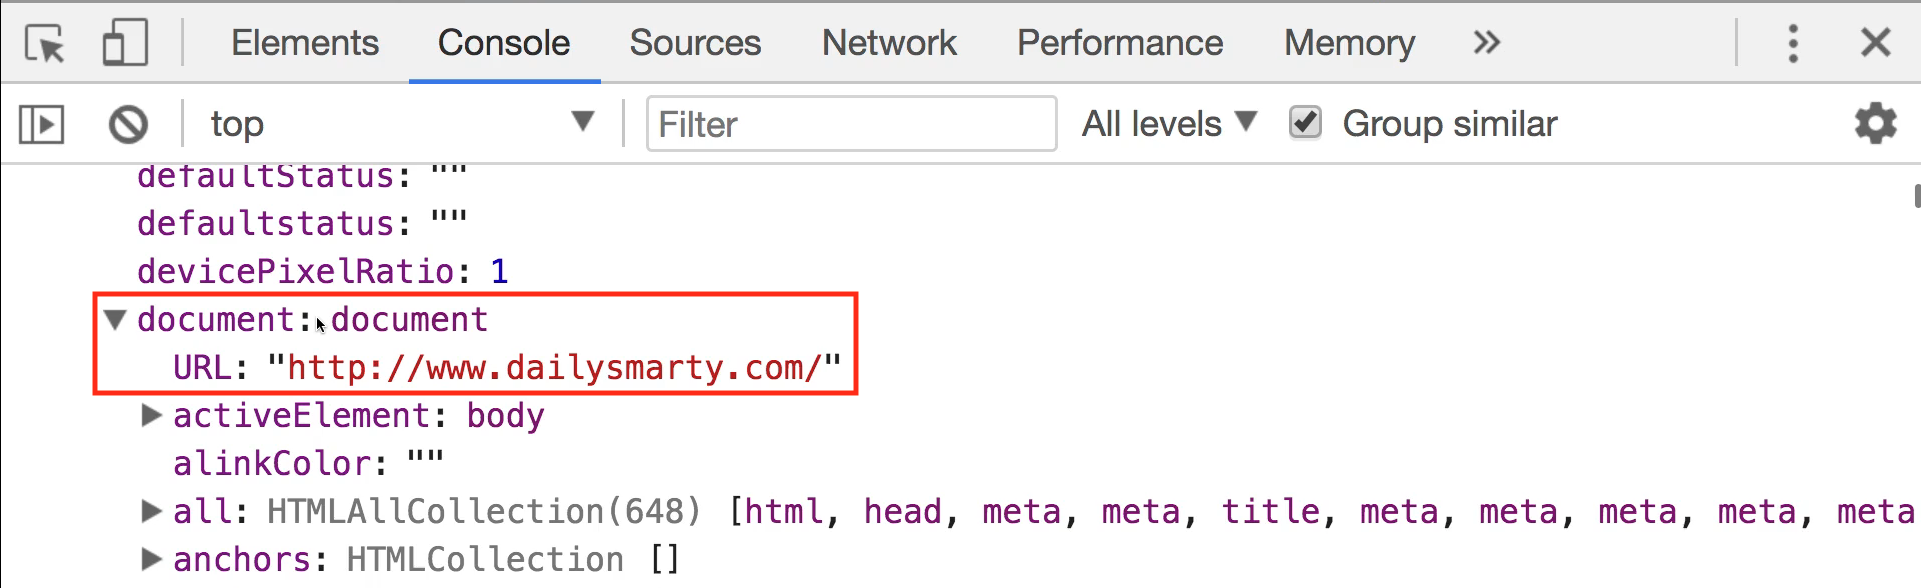 Elements Console Sources Network Performance Memory »
top Filter All levels Group similar
defaultStatus: ""
defaultstatus: ""
devicePixelRatio: 1
document: document
URL: "http://www.dailysmarty.com/"
activeElement: body
alinkColor: ""
all: HTMLAllCollection(648) [html, head, meta, meta, title, meta, meta, meta, meta, meta
anchors: HTMLCollection []